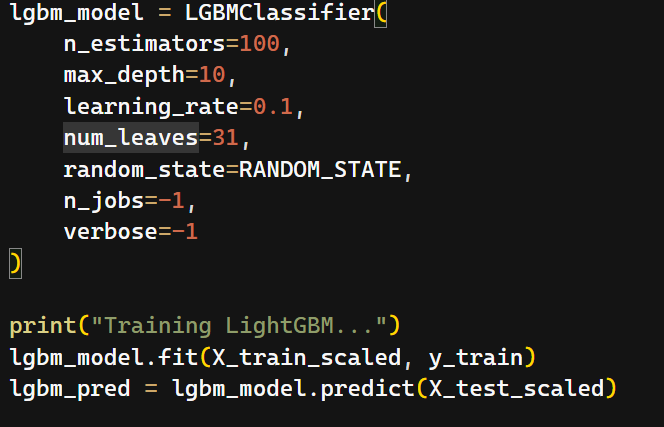 lgbm_model = LGBMClassifier(
    n_estimators=100,
    max_depth=10,
    learning_rate=0.1,
    num_leaves=31,
    random_state=RANDOM_STATE,
    n_jobs=-1,
    verbose=-1
)
print("Training LightGBM...")
lgbm_model.fit(X_train_scaled, y_train)
lgbm_pred = lgbm_model.predict(X_test_scaled)